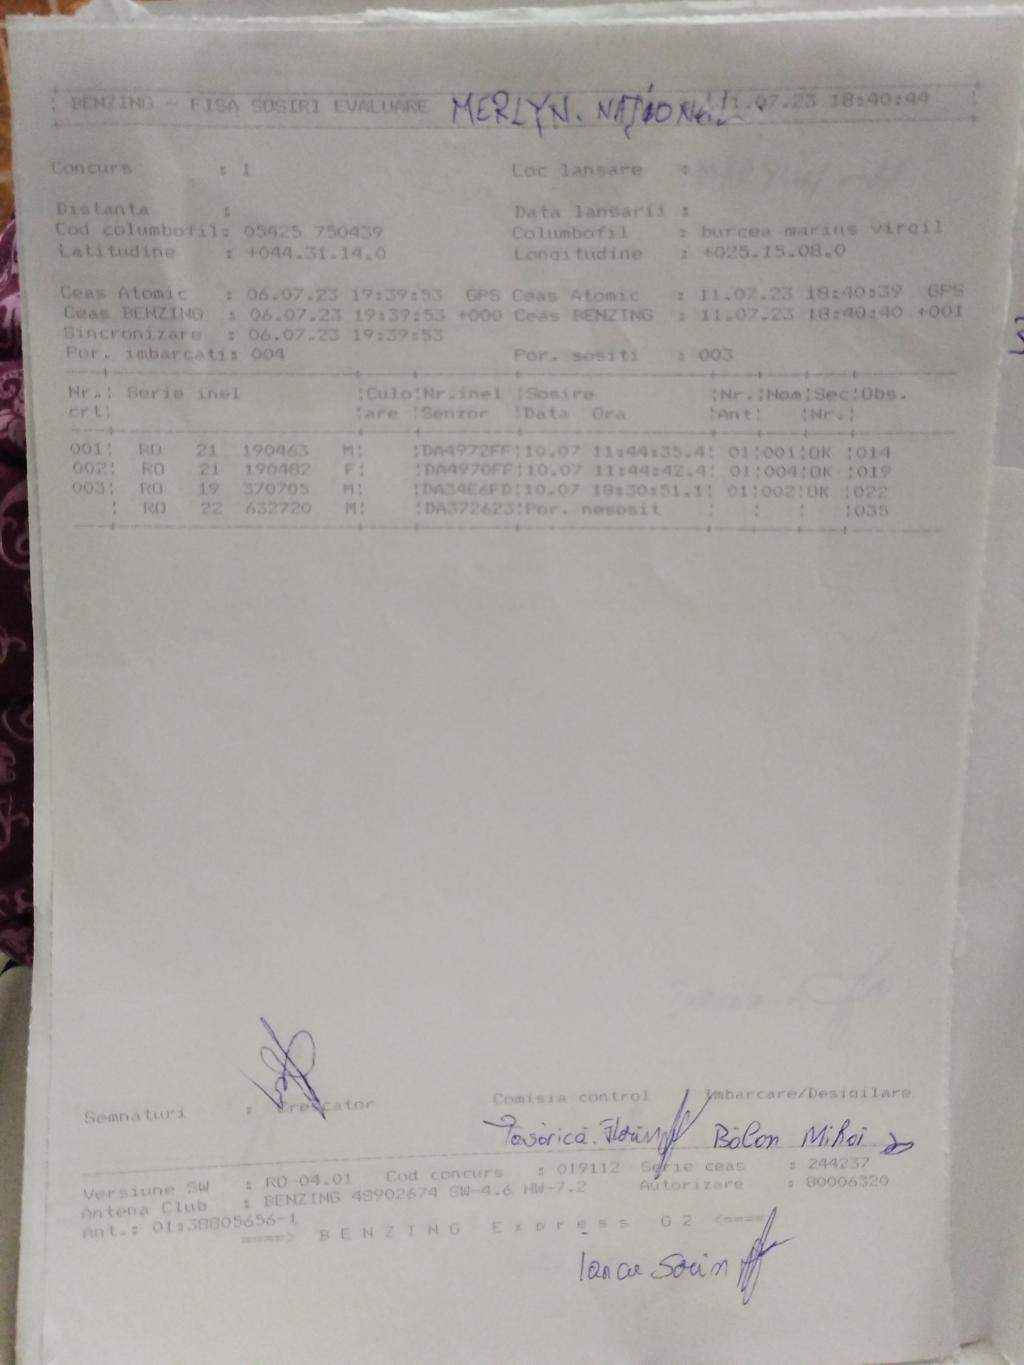 BENZING - FISA SOSIRI EVALUARE MERLYN. NAȚIONAL. 11.07.23 18:40:44
Concurs : 1 Loc lansare :
Distanta : Data lansarii :
Cod columbofil: 05425 750439 Columbofil : burcea marius virgil
Latitudine : +044.31.14.0 Longitudine : +025.15.08.0
Ceas Atomic : 06.07.23 19:39:53 GPS Ceas Atomic : 11.07.23 18:40:39 GPS
Ceas BENZING : 06.07.23 19:39:53 +000 Ceas BENZING : 11.07.23 18:40:40 +001
Sincronizare : 06.07.23 19:39:53
Por. imbarcati: 004 Por. sositi : 003
Nr.¦ Serie inel ¦Culo¦Nr.inel ¦Sosire ¦Nr.¦Nom¦Sec¦Obs.
crt¦ ¦are ¦Senzor ¦Data Ora ¦Ant¦ ¦Nr.¦
001¦ RO 21 190463 M¦ ¦DA4972FF¦10.07 11:44:35.4¦ 01¦001¦OK ¦014
002¦ RO 21 190482 F¦ ¦DA4970FF¦10.07 11:44:42.4¦ 01¦004¦OK ¦019
003¦ RO 19 370705 M¦ ¦DA34E6FD¦10.07 18:30:51.1¦ 01¦002¦OK ¦022
¦ RO 22 632720 M¦ ¦DA372623¦Por. nesosit ¦ ¦ ¦ ¦035
Semnaturi : Crescator Comisia control Imbarcare/Desigilare
Tasorică. Florin Bălan Mihai
Versiune SW : RO-04.01 Cod concurs : 019112 Serie ceas : 244237
Antena Club : BENZING 48902674 SW-4.6 HW-7.2 Autorizare : 80006320
Ant.: 01:38805656-1
====> BENZING Express G2 <====
Iancu Sorin